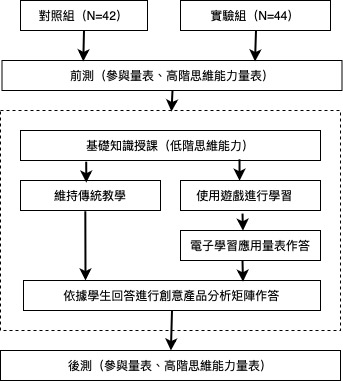 對照組（N=42）
實驗組（N=44）
前測（參與量表、高階思維能力量表）
基礎知識授課（低階思維能力）
維持傳統教學
使用遊戲進行學習
電子學習應用量表作答
依據學生回答進行創意產品分析矩陣作答
後測（參與量表、高階思維能力量表）